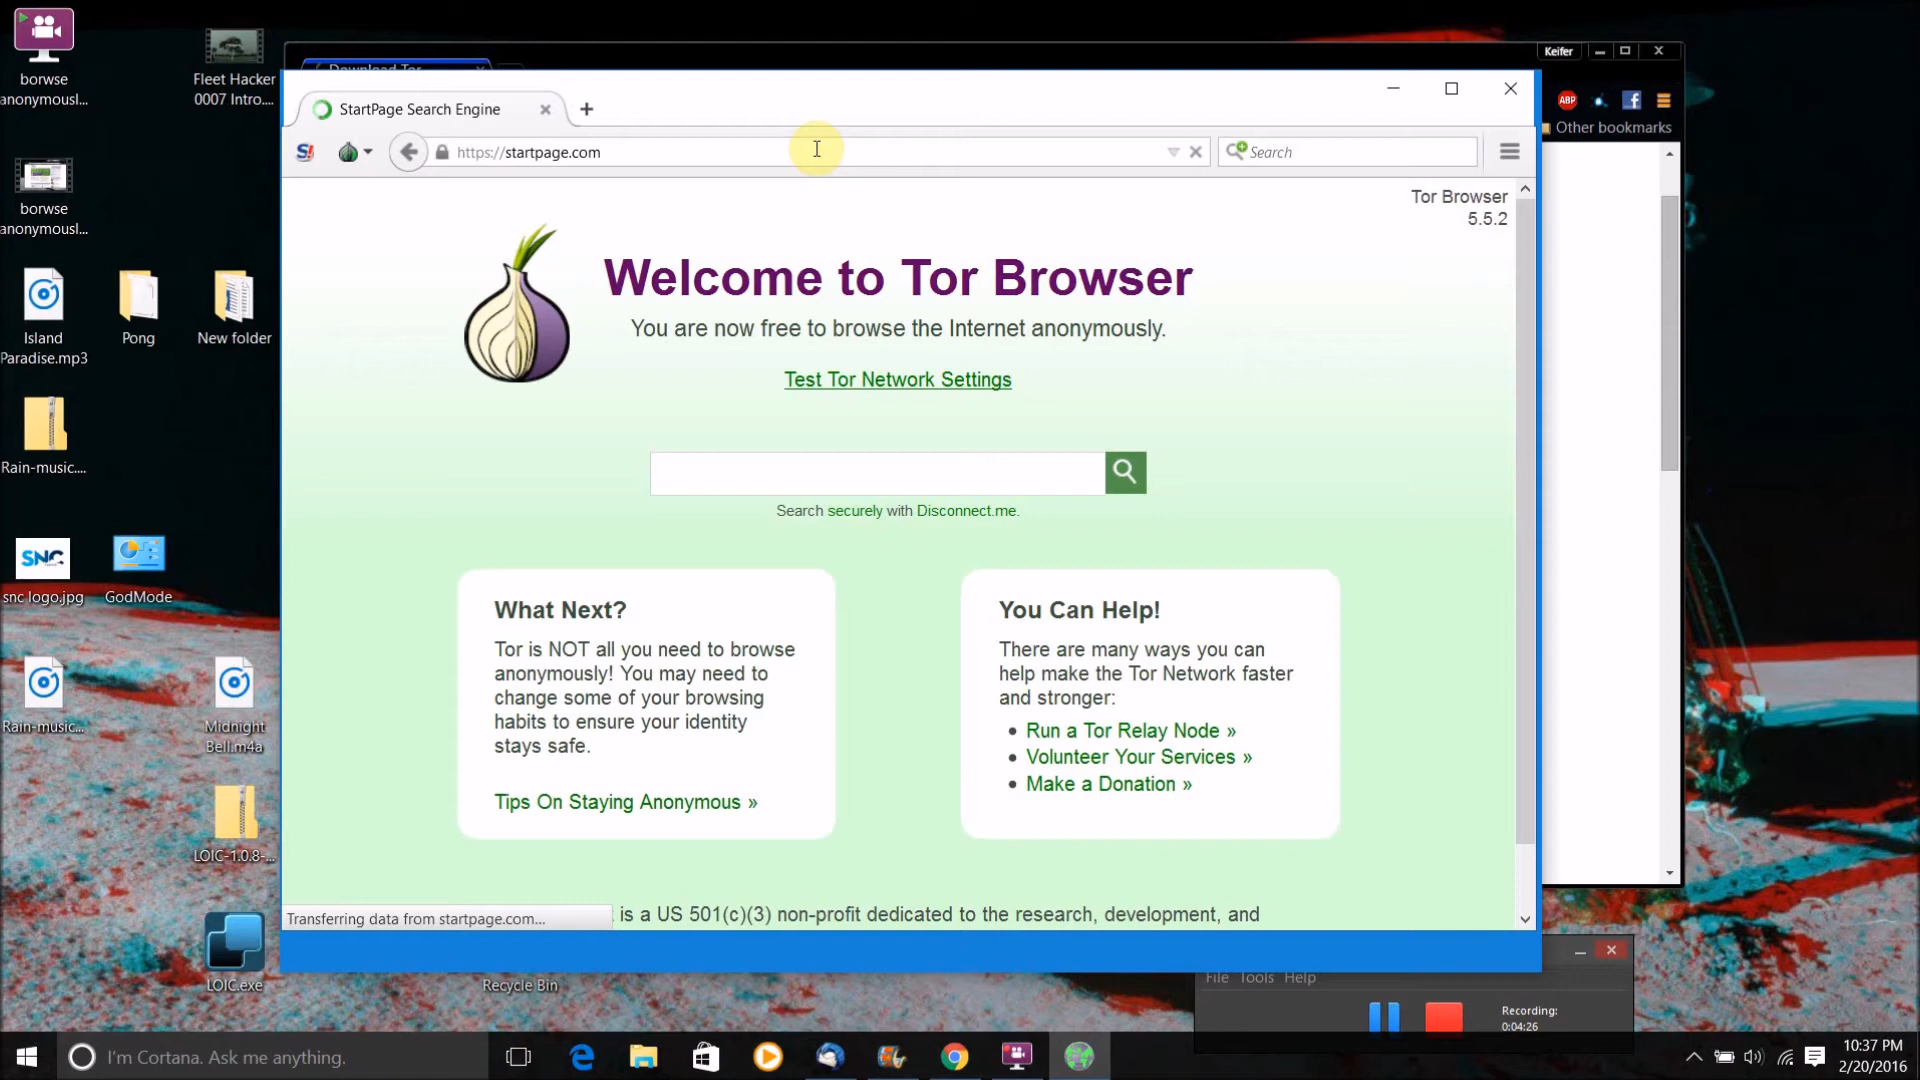 borwse
anonymousl...
Fleet Hacker
0007 Intro....
borwse
anonymousl...
Island
Paradise.mp3
Pong
New folder
Rain-music....
snc logo.jpg
GodMode
SNC
Rain-music...
Midnight
Bell.m4a
LOIC-1.0.8-...
LOIC.exe
Recycle Bin
Download Tor
Keifer
ABP
Other bookmarks
StartPage Search Engine
S!
https://startpage.com
Search
Tor Browser
5.5.2
Welcome to Tor Browser
You are now free to browse the Internet anonymously.
Test Tor Network Settings
Search securely with Disconnect.me.
What Next?
Tor is NOT all you need to browse
anonymously! You may need to
change some of your browsing
habits to ensure your identity
stays safe.
Tips On Staying Anonymous »
You Can Help!
There are many ways you can
help make the Tor Network faster
and stronger:
Run a Tor Relay Node »
Volunteer Your Services »
Make a Donation »
is a US 501(c)(3) non-profit dedicated to the research, development, and
Transferring data from startpage.com...
File Tools Help
Recording:
0:04:26
I'm Cortana. Ask me anything.
10:37 PM
2/20/2016